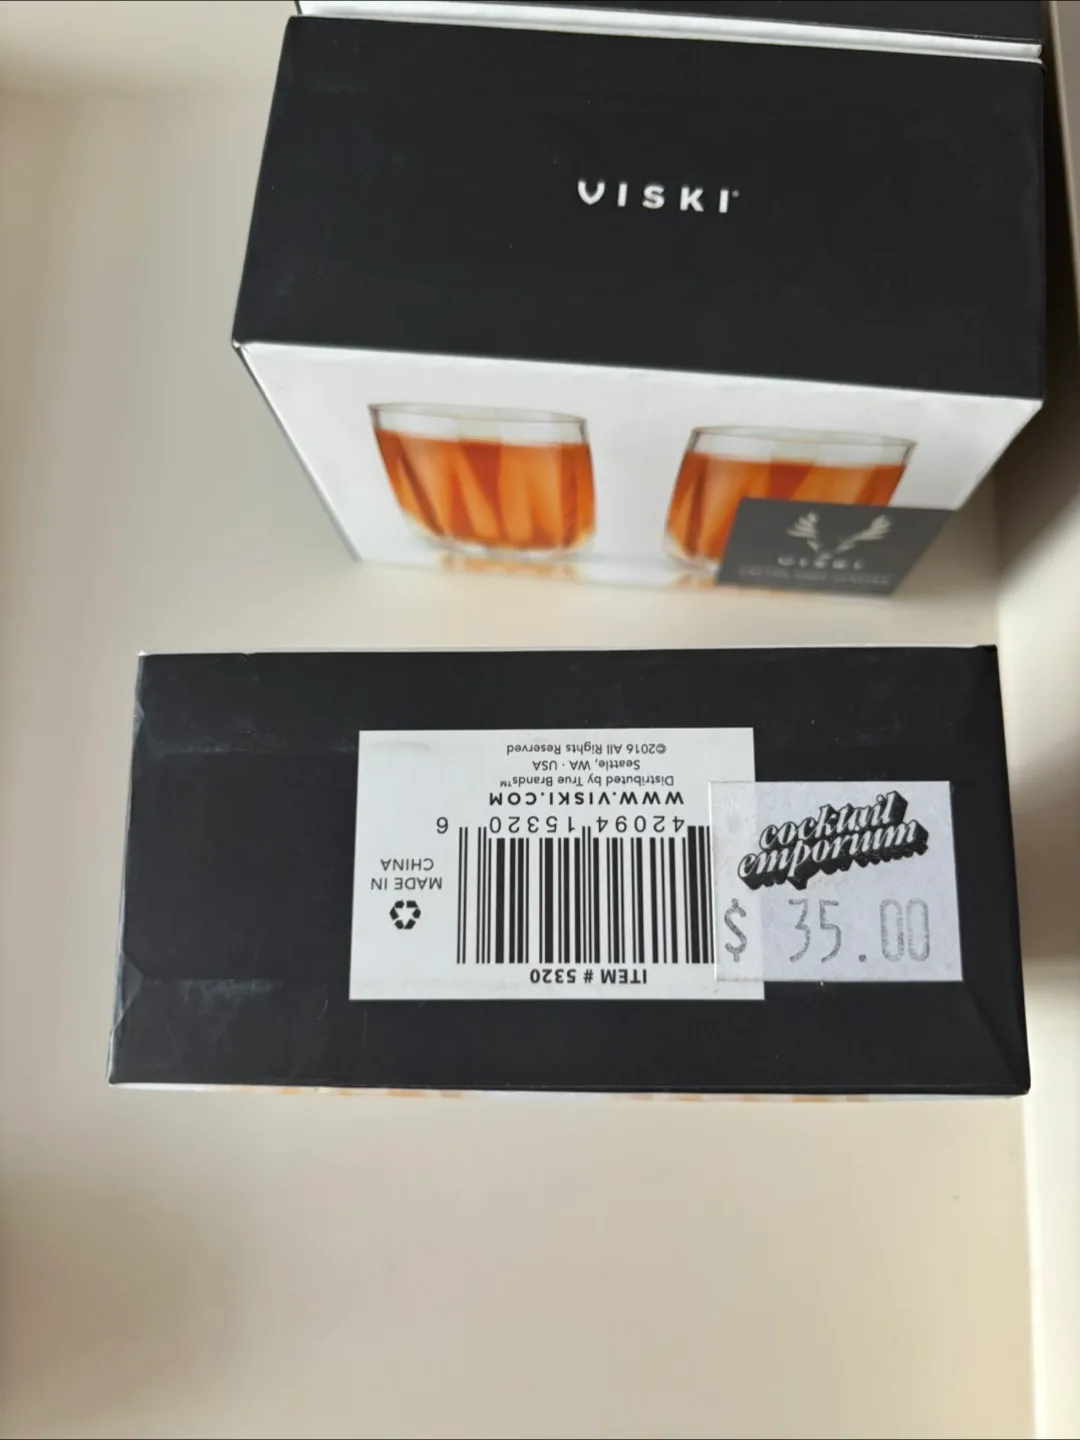 VISKI
VISKI
©2016 All Rights Reserved
Seattle, WA · USA
Distributed by True Brands™
WWW.VISKI.COM
42094 15320 6
MADE IN
CHINA
ITEM # 5320
cocktail
emporium
$ 35.00